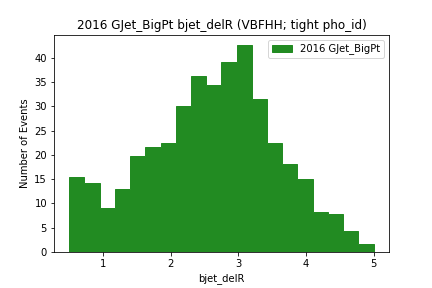 2016 GJet_BigPt bjet_delR (VBFHH; tight pho_id)
2016 GJet_BigPt
Number of Events
40
35
30
25
20
15
10
5
0
1 2 3 4 5
bjet_delR